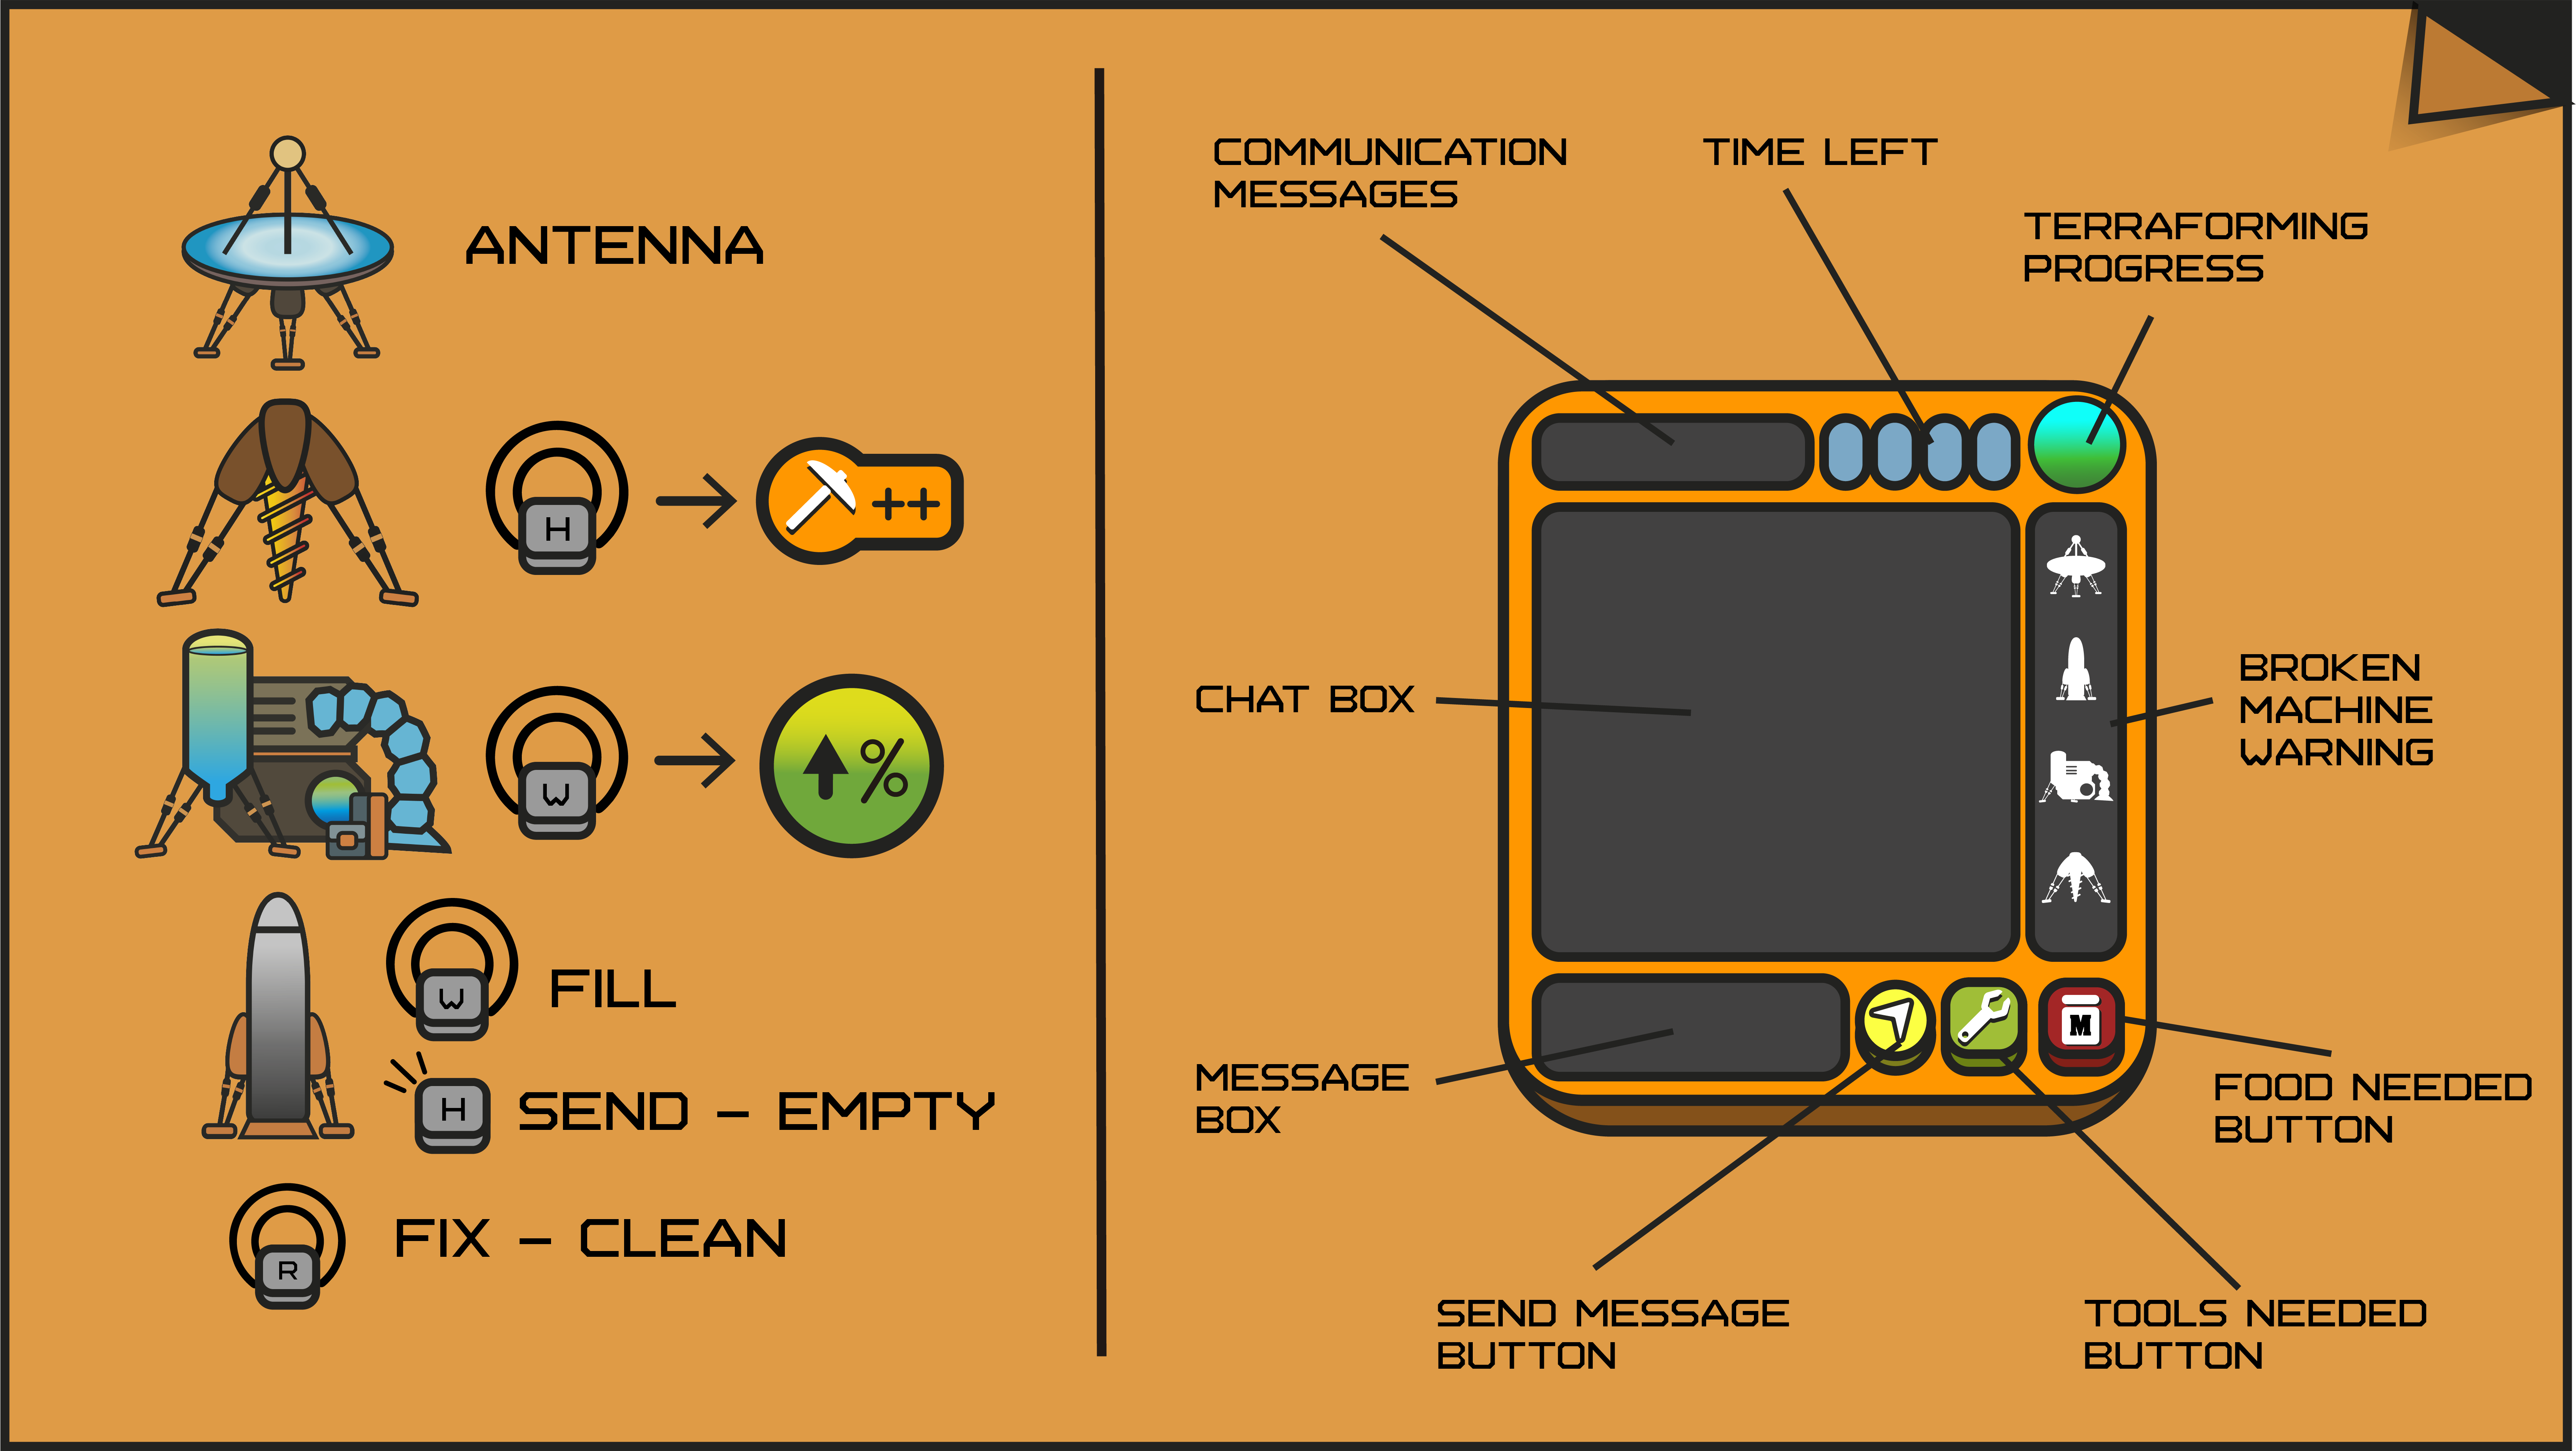 ANTENNA
H
++
W
%
W
FILL
H
SEND – EMPTY
R
FIX – CLEAN
COMMUNICATION
MESSAGES
TIME LEFT
TERRAFORMING
PROGRESS
CHAT BOX
BROKEN
MACHINE
WARNING
M
MESSAGE
BOX
FOOD NEEDED
BUTTON
SEND MESSAGE
BUTTON
TOOLS NEEDED
BUTTON